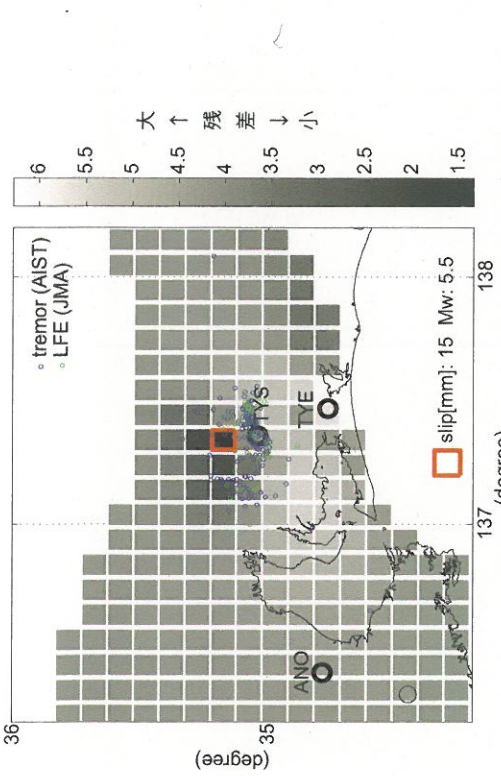 36
35
(degree)
tremor (AIST)
LFE (JMA)
TYS
TYE
ANO
slip[mm]: 15 Mw: 5.5
137
138
(degree)
6
5.5
5
4.5
4
3.5
3
2.5
2
1.5
大
↑
残
差
↓
小